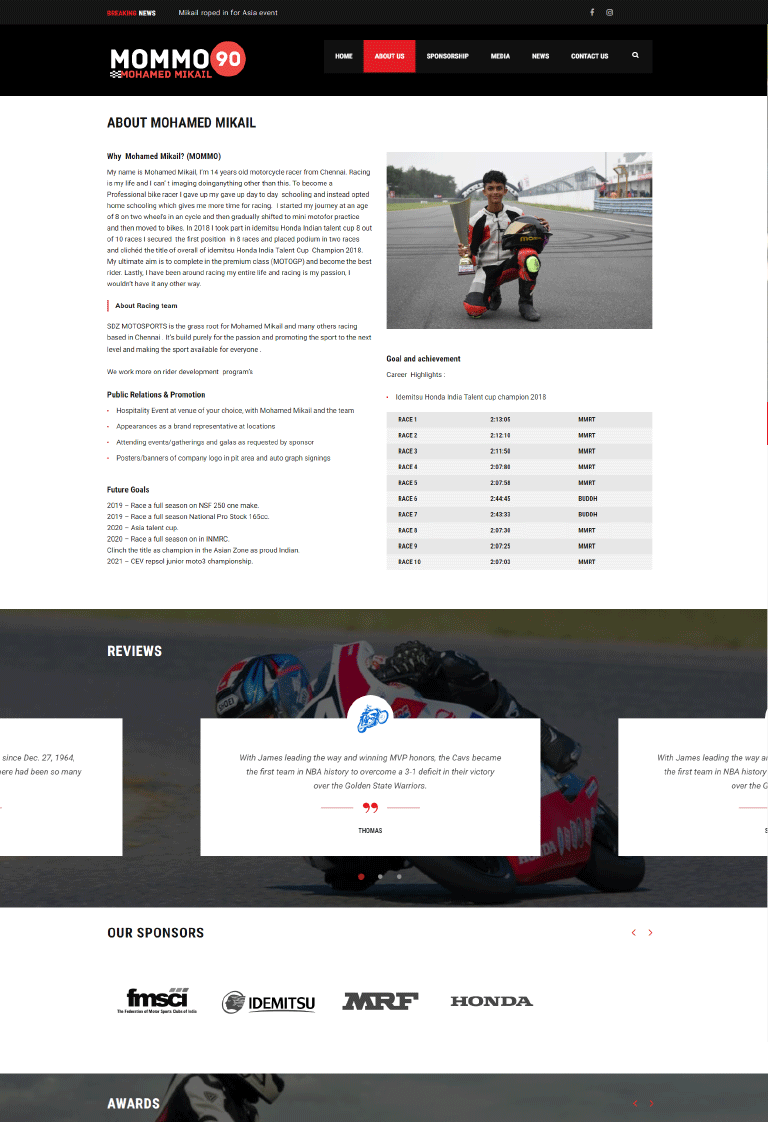 BREAKING NEWS Mikail roped in for Asia event
MOMMO 90
MOHAMED MIKAIL
HOME ABOUT US SPONSORSHIP MEDIA NEWS CONTACT US
ABOUT MOHAMED MIKAIL
Why Mohamed Mikail? (MOMMO)
My name is Mohamed Mikail, I'm 14 years old motorcycle racer from Chennai. Racing
is my life and I can' t imaging doinganything other than this. To become a
Professional bike racer I gave up my gave up day to day schooling and instead opted
home schooling which gives me more time for racing. I started my journey at an age
of 8 on two wheels in an cycle and then gradually shifted to mini motofor practice
and then moved to bikes. In 2018 I took part in idemitsu Honda Indian talent cup 8 out
of 10 races I secured the first position in 8 races and placed podium in two races
and clichéd the title of overall of idemitsu Honda India Talent Cup Champion 2018.
My ultimate aim is to complete in the premium class (MOTOGP) and become the best
rider. Lastly, I have been around racing my entire life and racing is my passion, I
wouldn't have it any other way.
About Racing team
SDZ MOTOSPORTS is the grass root for Mohamed Mikail and many others racing
based in Chennai . It's build purely for the passion and promoting the sport to the next
level and making the sport available for everyone .
We work more on rider development program's
Public Relations & Promotion
• Hospitality Event at venue of your choice, with Mohamed Mikail and the team
• Appearances as a brand representative at locations
• Attending events/gatherings and galas as requested by sponsor
• Posters/banners of company logo in pit area and auto graph signings
Future Goals
2019 – Race a full season on NSF 250 one make.
2019 – Race a full season National Pro Stock 165cc.
2020 – Asia talent cup.
2020 – Race a full season on in INMRC.
Clinch the title as champion in the Asian Zone as proud Indian.
2021 – CEV repsol junior moto3 championship.
Goal and achievement
Career Highlights :
• Idemitsu Honda India Talent cup champion 2018
RACE 1 2:13:05 MMRT
RACE 2 2:12:10 MMRT
RACE 3 2:11:50 MMRT
RACE 4 2:07:80 MMRT
RACE 5 2:07:58 MMRT
RACE 6 2:44:45 BUDDH
RACE 7 2:43:33 BUDDH
RACE 8 2:07:36 MMRT
RACE 9 2:07:25 MMRT
RACE 10 2:07:03 MMRT
REVIEWS
since Dec. 27, 1964,
ere had been so many
With James leading the way and winning MVP honors, the Cavs became
the first team in NBA history to overcome a 3-1 deficit in their victory
over the Golden State Warriors.
THOMAS
With James leading the way a
the first team in NBA history
over the G
HONDA
OUR SPONSORS
fmsci
The Federation of Motor Sports Clubs of India
IDEMITSU
MRF
HONDA
AWARDS